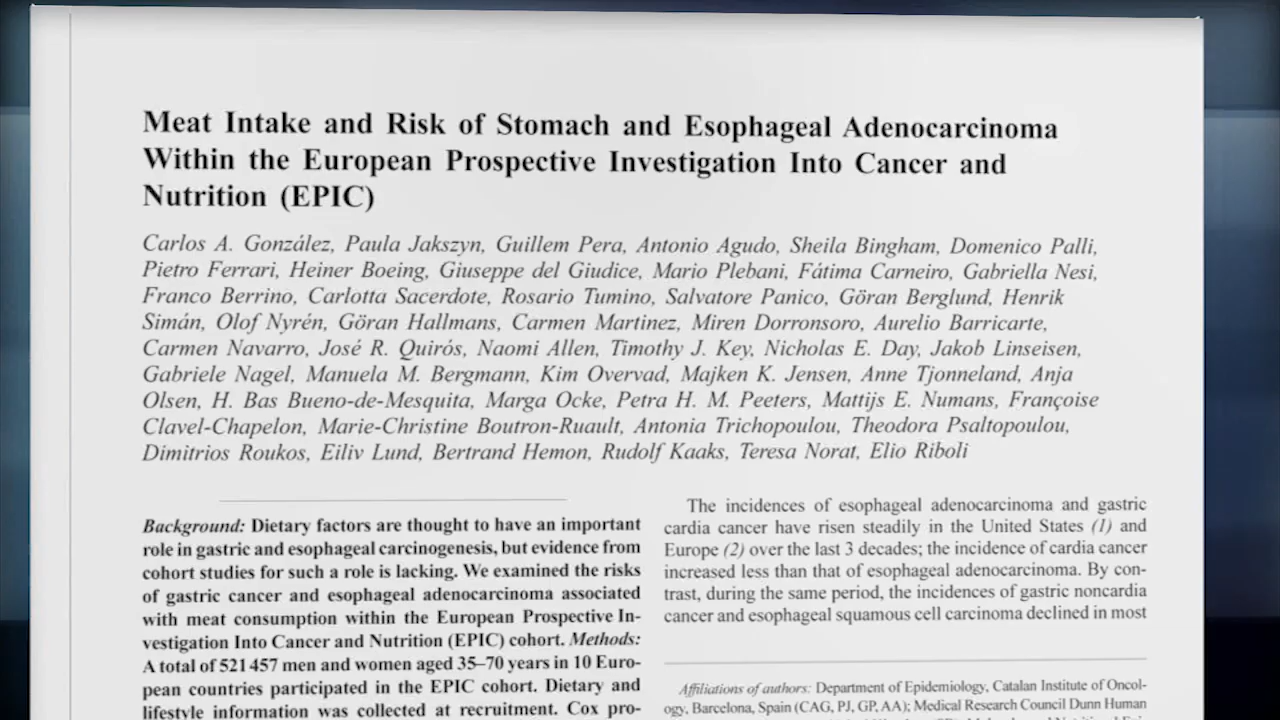 Meat Intake and Risk of Stomach and Esophageal Adenocarcinoma
Within the European Prospective Investigation Into Cancer and
Nutrition (EPIC)
Carlos A. González, Paula Jakszyn, Guillem Pera, Antonio Agudo, Sheila Bingham, Domenico Palli,
Pietro Ferrari, Heiner Boeing, Giuseppe del Giudice, Mario Plebani, Fátima Carneiro, Gabriella Nesi,
Franco Berrino, Carlotta Sacerdote, Rosario Tumino, Salvatore Panico, Göran Berglund, Henrik
Simán, Olof Nyrén, Göran Hallmans, Carmen Martinez, Miren Dorronsoro, Aurelio Barricarte,
Carmen Navarro, José R. Quirós, Naomi Allen, Timothy J. Key, Nicholas E. Day, Jakob Linseisen,
Gabriele Nagel, Manuela M. Bergmann, Kim Overvad, Majken K. Jensen, Anne Tjonneland, Anja
Olsen, H. Bas Bueno-de-Mesquita, Marga Ocke, Petra H. M. Peeters, Mattijs E. Numans, Françoise
Clavel-Chapelon, Marie-Christine Boutron-Ruault, Antonia Trichopoulou, Theodora Psaltopoulou,
Dimitrios Roukos, Eiliv Lund, Bertrand Hemon, Rudolf Kaaks, Teresa Norat, Elio Riboli
Background: Dietary factors are thought to have an important
role in gastric and esophageal carcinogenesis, but evidence from
cohort studies for such a role is lacking. We examined the risks
of gastric cancer and esophageal adenocarcinoma associated
with meat consumption within the European Prospective In-
vestigation Into Cancer and Nutrition (EPIC) cohort. Methods:
A total of 521 457 men and women aged 35–70 years in 10 Euro-
pean countries participated in the EPIC cohort. Dietary and
lifestyle information was collected at recruitment. Cox pro-
The incidences of esophageal adenocarcinoma and gastric
cardia cancer have risen steadily in the United States (1) and
Europe (2) over the last 3 decades; the incidence of cardia cancer
increased less than that of esophageal adenocarcinoma. By con-
trast, during the same period, the incidences of gastric noncardia
cancer and esophageal squamous cell carcinoma declined in most
Affiliations of authors: Department of Epidemiology, Catalan Institute of Oncol-
ogy, Barcelona, Spain (CAG, PJ, GP, AA); Medical Research Council Dunn Human